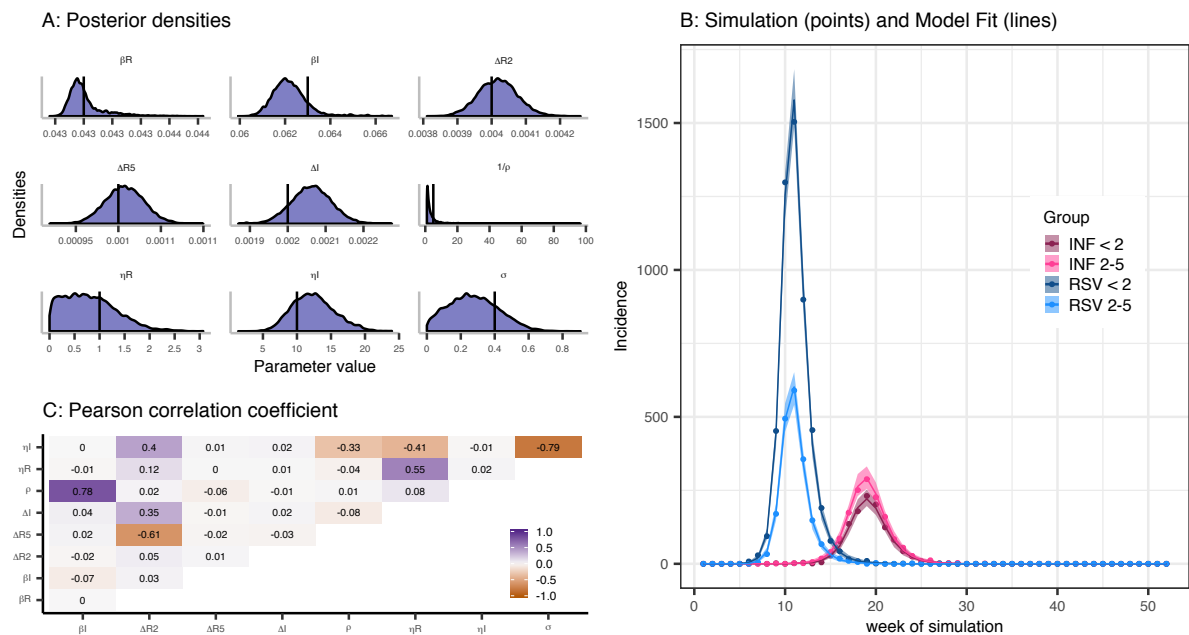 A: Posterior densities
βR
βI
ΔR2
0.043 0.043 0.043 0.043 0.044 0.044
0.06 0.062 0.064 0.066
0.0038 0.0039 0.004 0.0041 0.0042
ΔR5
ΔI
1/ρ
0.00095 0.001 0.0011 0.0011
0.0019 0.002 0.0021 0.0022
0 20 40 60 80 100
ηR
ηI
σ
0 0.5 1 1.5 2 2.5 3
5 10 15 20 25
0 0.2 0.4 0.6 0.8
Densities
Parameter value
C: Pearson correlation coefficient
ηI 0 0.4 0.01 0.02 -0.33 -0.41 -0.01 -0.79
ηR -0.01 0.12 0 0.01 -0.04 0.55 0.02
ρ 0.78 0.02 -0.06 -0.01 0.01 0.08
ΔI 0.04 0.35 -0.01 0.02 -0.08
ΔR5 0.02 -0.61 -0.02 -0.03
ΔR2 -0.02 0.05 0.01
βI -0.07 0.03
βR 0
βI ΔR2 ΔR5 ΔI ρ ηR ηI σ
1.0
0.5
0.0
-0.5
-1.0
B: Simulation (points) and Model Fit (lines)
1500
1000
500
0
Incidence
0 10 20 30 40 50
week of simulation
Group
INF < 2
INF 2-5
RSV < 2
RSV 2-5